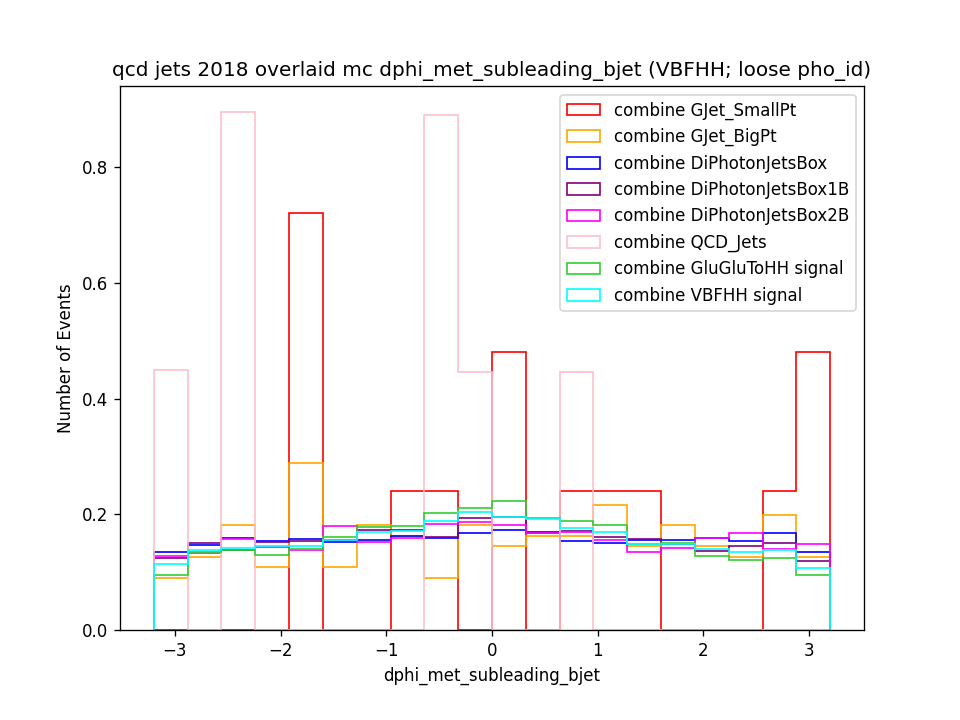 qcd jets 2018 overlaid mc dphi_met_subleading_bjet (VBFHH; loose pho_id)
combine GJet_SmallPt
combine GJet_BigPt
combine DiPhotonJetsBox
combine DiPhotonJetsBox1B
combine DiPhotonJetsBox2B
combine QCD_Jets
combine GluGluToHH signal
combine VBFHH signal
Number of Events
0.8
0.6
0.4
0.2
0.0
−3 −2 −1 0 1 2 3
dphi_met_subleading_bjet